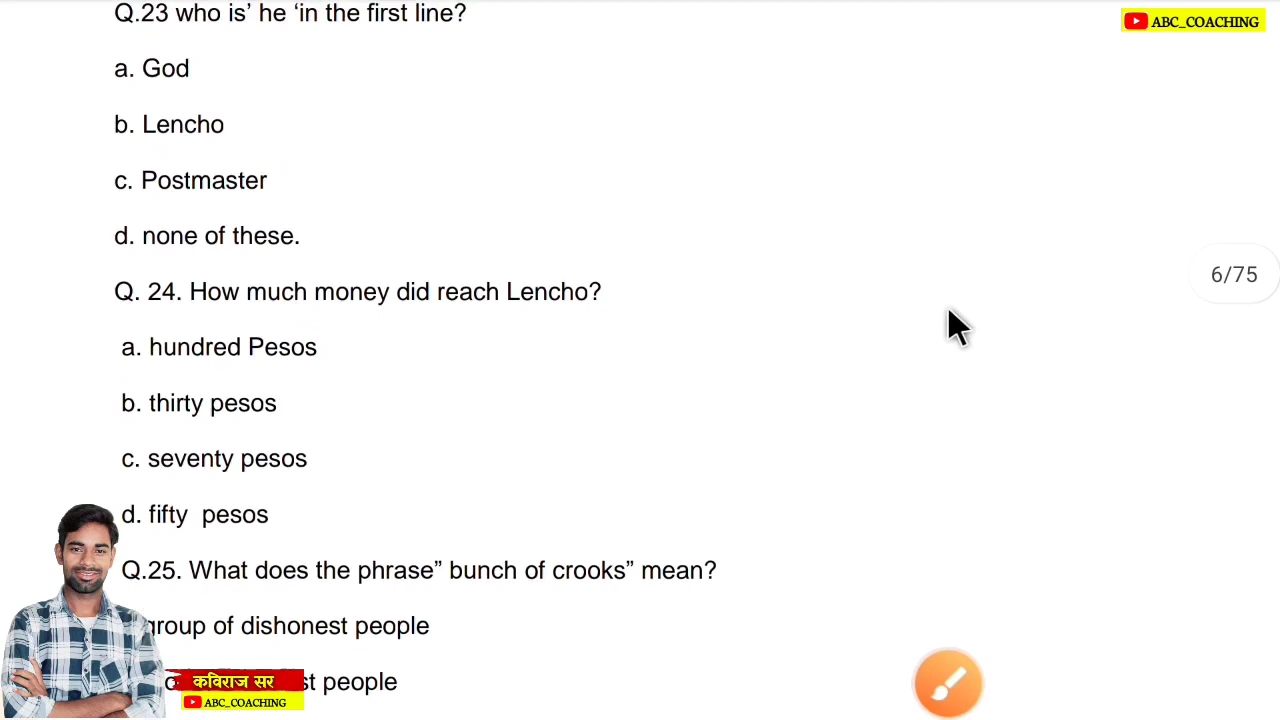 Q.23 who is’ he ‘in the first line?
ABC_COACHING
a. God
b. Lencho
c. Postmaster
d. none of these.
6/75
Q. 24. How much money did reach Lencho?
a. hundred Pesos
b. thirty pesos
c. seventy pesos
d. fifty pesos
Q.25. What does the phrase” bunch of crooks” mean?
group of dishonest people
people
कविराज सर
ABC_COACHING